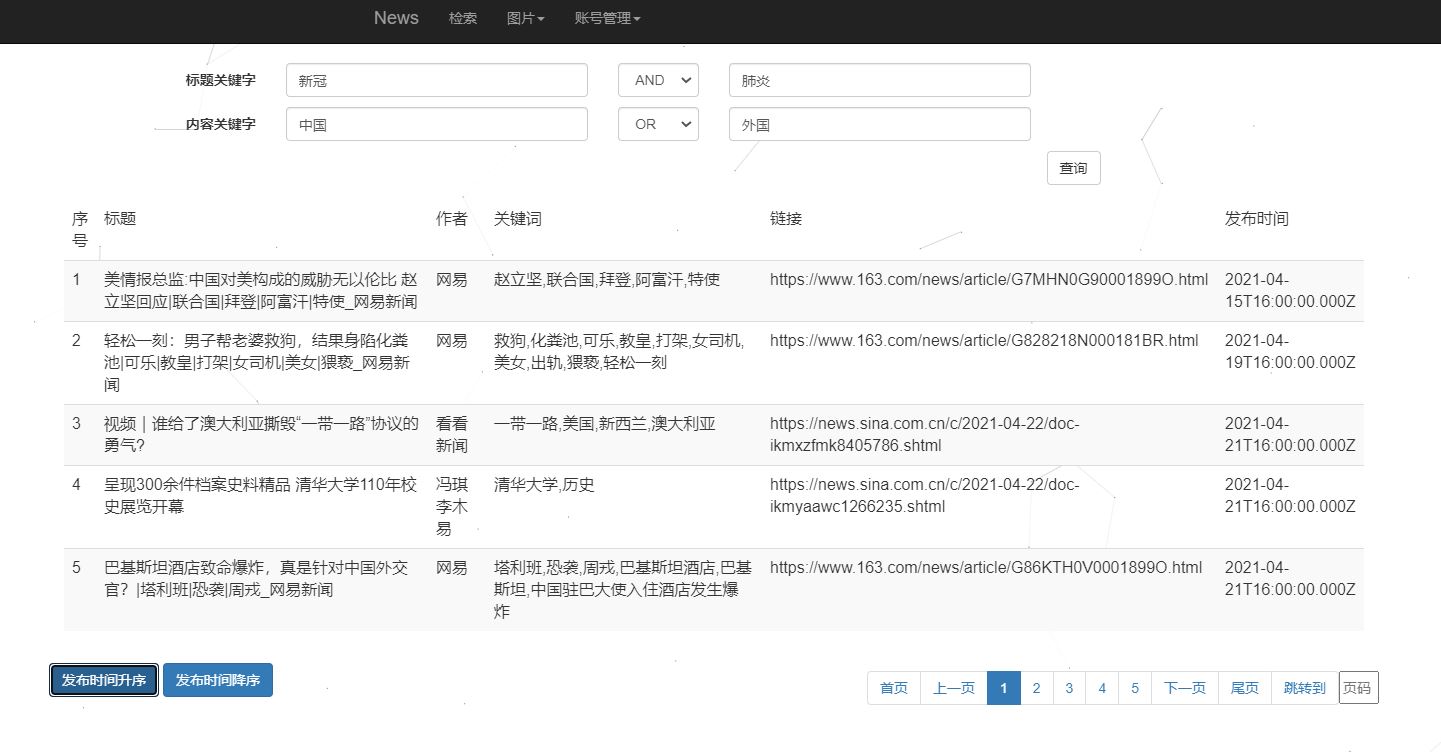 News 检索 图片 账号管理
标题关键字 新冠 AND 肺炎
内容关键字 中国 OR 外国
查询
序号 标题 作者 关键词 链接 发布时间
1 美情报总监:中国对美构成的威胁无以伦比 赵 网易 赵立坚,联合国,拜登,阿富汗,特使 https://www.163.com/news/article/G7MHN0G90001899O.html 2021-04-
立坚回应|联合国|拜登|阿富汗|特使_网易新闻 15T16:00:00.000Z
2 轻松一刻：男子帮老婆救狗，结果身陷化粪 网易 救狗,化粪池,可乐,教皇,打架,女司机, https://www.163.com/news/article/G828218N000181BR.html 2021-04-
池|可乐|教皇|打架|女司机|美女|猥亵_网易新 美女,出轨,猥亵,轻松一刻 19T16:00:00.000Z
闻
3 视频｜谁给了澳大利亚撕毁“一带一路”协议的 看看 一带一路,美国,新西兰,澳大利亚 https://news.sina.com.cn/c/2021-04-22/doc- 2021-04-
勇气？ 新闻 ikmxzfmk8405786.shtml 21T16:00:00.000Z
4 呈现300余件档案史料精品 清华大学110年校 冯琪 清华大学,历史 https://news.sina.com.cn/c/2021-04-22/doc- 2021-04-
史展览开幕 李木 ikmyaawc1266235.shtml 21T16:00:00.000Z
易
5 巴基斯坦酒店致命爆炸，真是针对中国外交 网易 塔利班,恐袭,周戎,巴基斯坦酒店,巴基 https://www.163.com/news/article/G86KTH0V0001899O.html 2021-04-
官？|塔利班|恐袭|周戎_网易新闻 斯坦,中国驻巴大使入住酒店发生爆 21T16:00:00.000Z
炸
发布时间升序 发布时间降序 首页 上一页 1 2 3 4 5 下一页 尾页 跳转到 页码